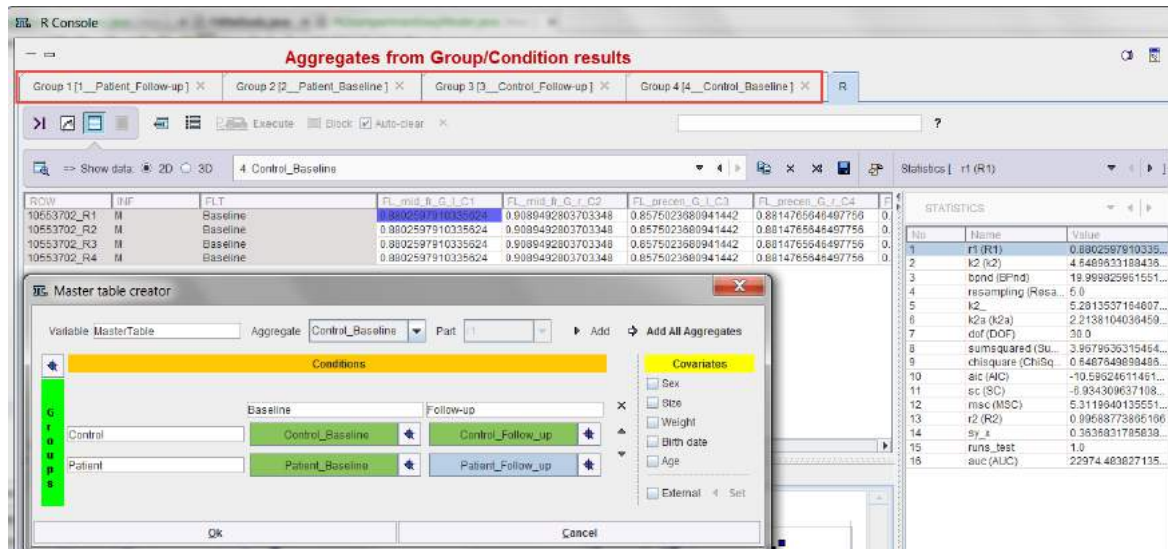 R Console
Aggregates from Group/Condition results
Group 1 [1__Patient_Follow-up] Group 2 [2__Patient_Baseline] Group 3 [3__Control_Follow-up] Group 4 [4__Control_Baseline] R
Execute Block Auto-clear ?
=> Show data: 2D 3D 4. Control_Baseline Statistics [ r1 (R1) ]
ROW INF FLT FL_mid_fr_G_l_C1 FL_mid_fr_G_r_C2 FL_precen_G_l_C3 FL_precen_G_r_C4 F
10553702_R1 M Baseline 0.8802597910335624 0.9089492803703348 0.8575023680941442 0.8814765646497756 0.
10553702_R2 M Baseline 0.8802597910335624 0.9089492803703348 0.8575023680941442 0.8814765646497756 0.
10553702_R3 M Baseline 0.8802597910335624 0.9089492803703348 0.8575023680941442 0.8814765646497756 0.
10553702_R4 M Baseline 0.8802597910335624 0.9089492803703348 0.8575023680941442 0.8814765646497756 0.
STATISTICS
No Name Value
1 r1 (R1) 0.8802597910335...
2 k2 (k2) 4.6489633188436...
3 bpnd (BPnd) 19.999825961551...
4 resampling (Resa... 5.0
5 k2_ 5.2813537164807...
6 k2a (k2a) 2.2138104036459...
7 dof (DOF) 30.0
8 sumsquared (Su... 3.9679636315464...
9 chisquare (ChiSq... 0.6487649898486...
10 aic (AIC) -10.59624611461...
11 sc (SC) -6.934309637108...
12 msc (MSC) 5.3119640135551...
13 r2 (R2) 0.99588773865166
14 sy_x 0.3635831785838...
15 runs_test 1.0
16 auc (AUC) 22974.483827135...
Master table creator
Variable MasterTable Aggregate Control_Baseline Part r1 Add Add All Aggregates
Conditions Covariates
Groups
Baseline Follow-up
Control Control_Baseline Control_Follow_up
Patient Patient_Baseline Patient_Follow_up
Sex
Size
Weight
Birth date
Age
External Set
Ok Cancel